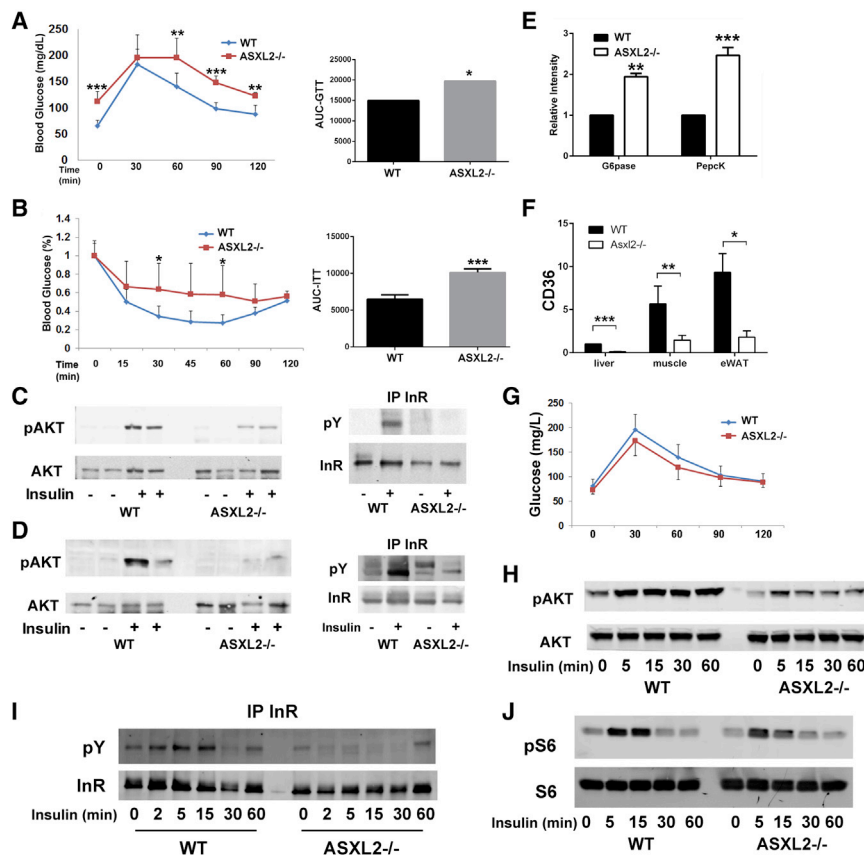 A
Blood Glucose (mg/dL)
250
200
150
100
50
0
***
**
***
**
WT
ASXL2-/-
Time (min)
0 30 60 90 120
AUC-GTT
25000
20000
15000
10000
5000
0
*
WT ASXL2-/-
E
Relative Intensity
3
2
1
0
WT
ASXL2-/-
**
***
G6pase PepcK
B
Blood Glucose (%)
1.4
1.2
1
0.8
0.6
0.4
0.2
0
*
*
WT
ASXL2-/-
Time (min)
0 15 30 45 60 90 120
AUC-ITT
15000
10000
5000
0
***
WT ASXL2-/-
F
CD36
15
10
5
0
WT
Asxl2-/-
***
**
*
liver muscle eWAT
C
pAKT
AKT
Insulin - - + + - - + +
WT ASXL2-/-
IP InR
pY
InR
- + - +
WT ASXL2-/-
G
Glucose (mg/L)
250
200
150
100
50
0
WT
ASXL2-/-
0 30 60 90 120
D
pAKT
AKT
Insulin - - + + - - + +
WT ASXL2-/-
IP InR
pY
InR
Insulin - + - +
WT ASXL2-/-
H
pAKT
AKT
Insulin (min) 0 5 15 30 60 0 5 15 30 60
WT ASXL2-/-
I
IP InR
pY
InR
Insulin (min) 0 2 5 15 30 60 0 2 5 15 30 60
WT ASXL2-/-
J
pS6
S6
Insulin (min) 0 5 15 30 60 0 5 15 30 60
WT ASXL2-/-